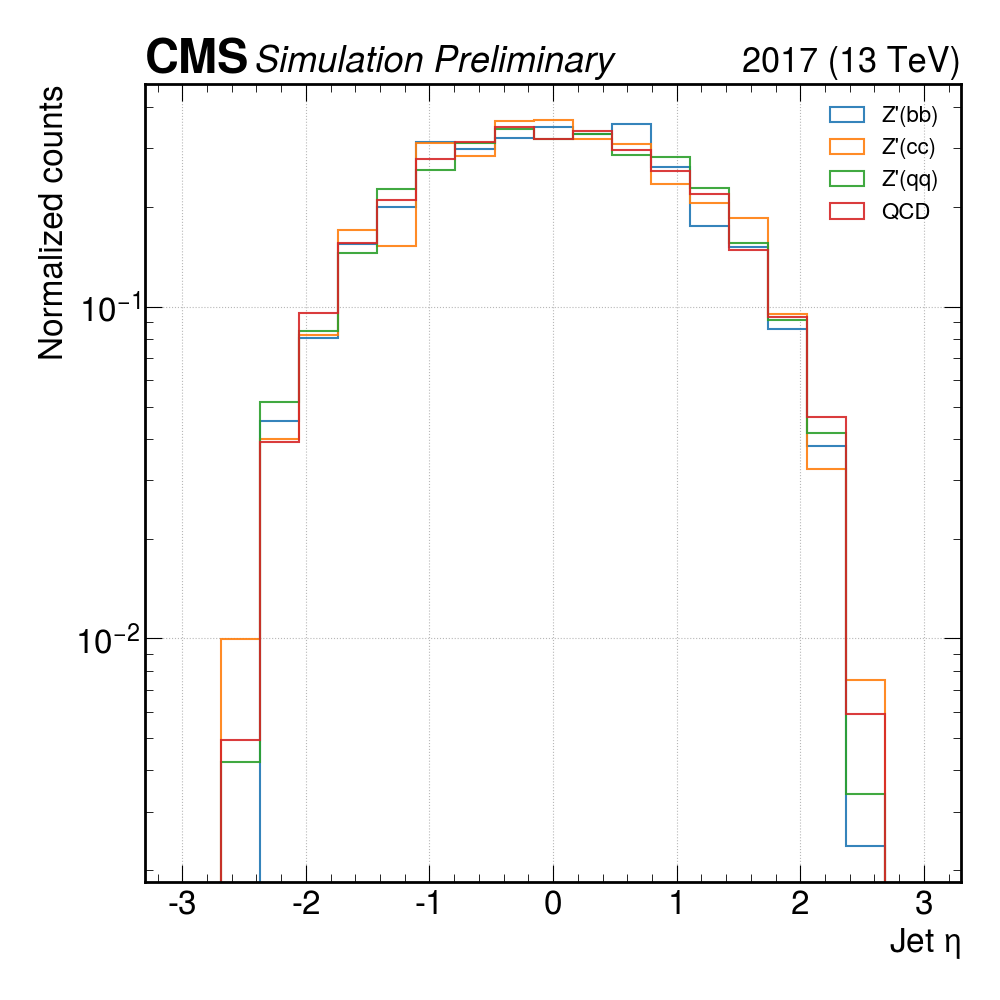 CMS Simulation Preliminary 2017 (13 TeV)
Normalized counts
Z'(bb)
Z'(cc)
Z'(qq)
QCD
10⁻¹
10⁻²
-3 -2 -1 0 1 2 3
Jet η